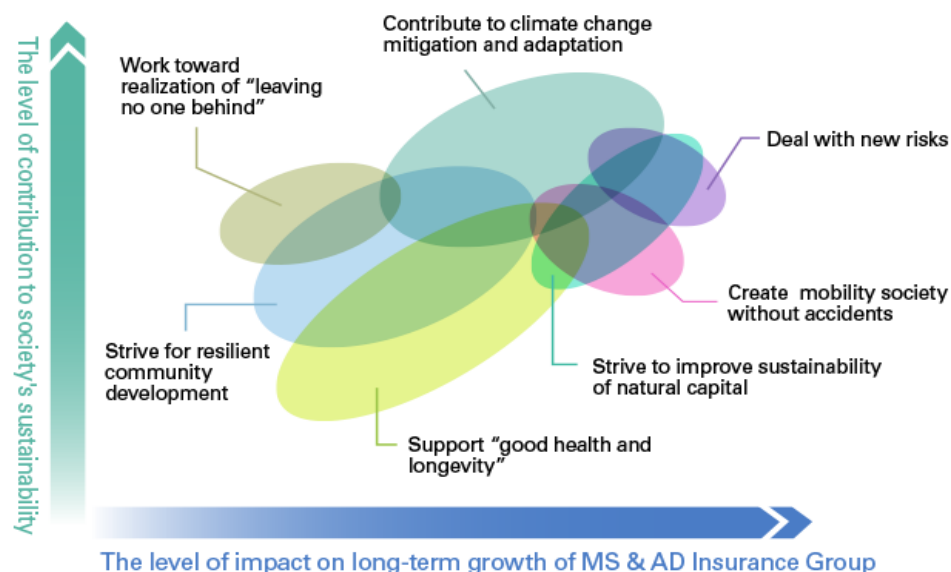 The level of contribution to society's sustainability
Contribute to climate change
mitigation and adaptation
Work toward
realization of “leaving
no one behind”
Deal with new risks
Create mobility society
without accidents
Strive for resilient
community
development
Strive to improve sustainability
of natural capital
Support “good health and
longevity”
The level of impact on long-term growth of MS & AD Insurance Group